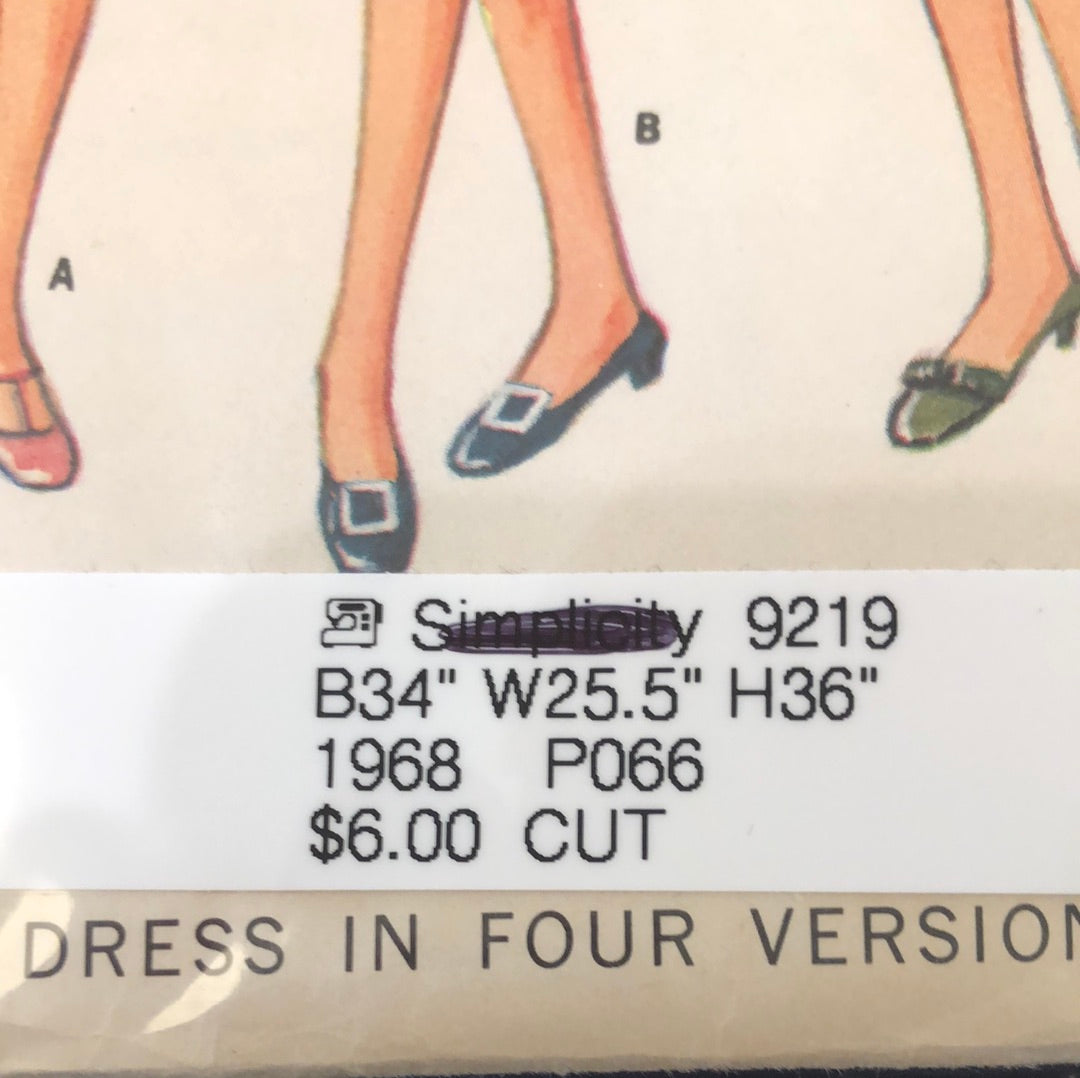 B
A
Simplicity 9219
B34" W25.5" H36"
1968 P066
$6.00 CUT
DRESS IN FOUR VERSION